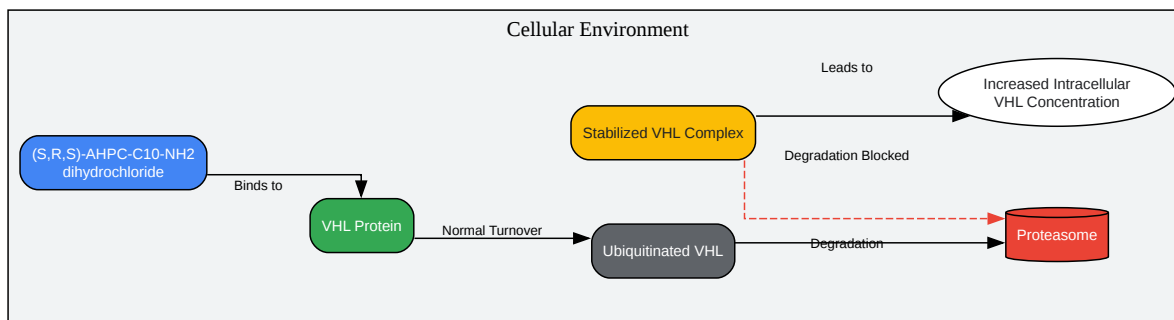 Cellular Environment
Leads to
Increased Intracellular
VHL Concentration
Stabilized VHL Complex
Degradation Blocked
(S,R,S)-AHPC-C10-NH2
dihydrochloride
Binds to
VHL Protein
Normal Turnover
Ubiquitinated VHL
Degradation
Proteasome